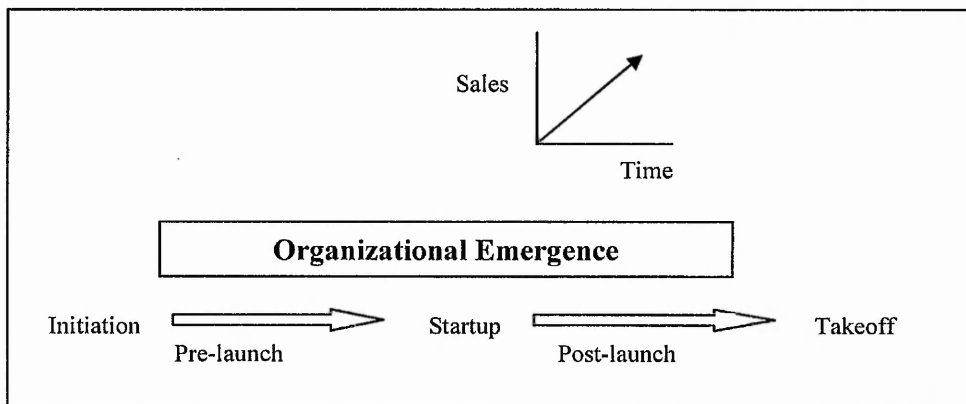 Sales
Time
Organizational Emergence
Initiation Startup Takeoff
Pre-launch Post-launch